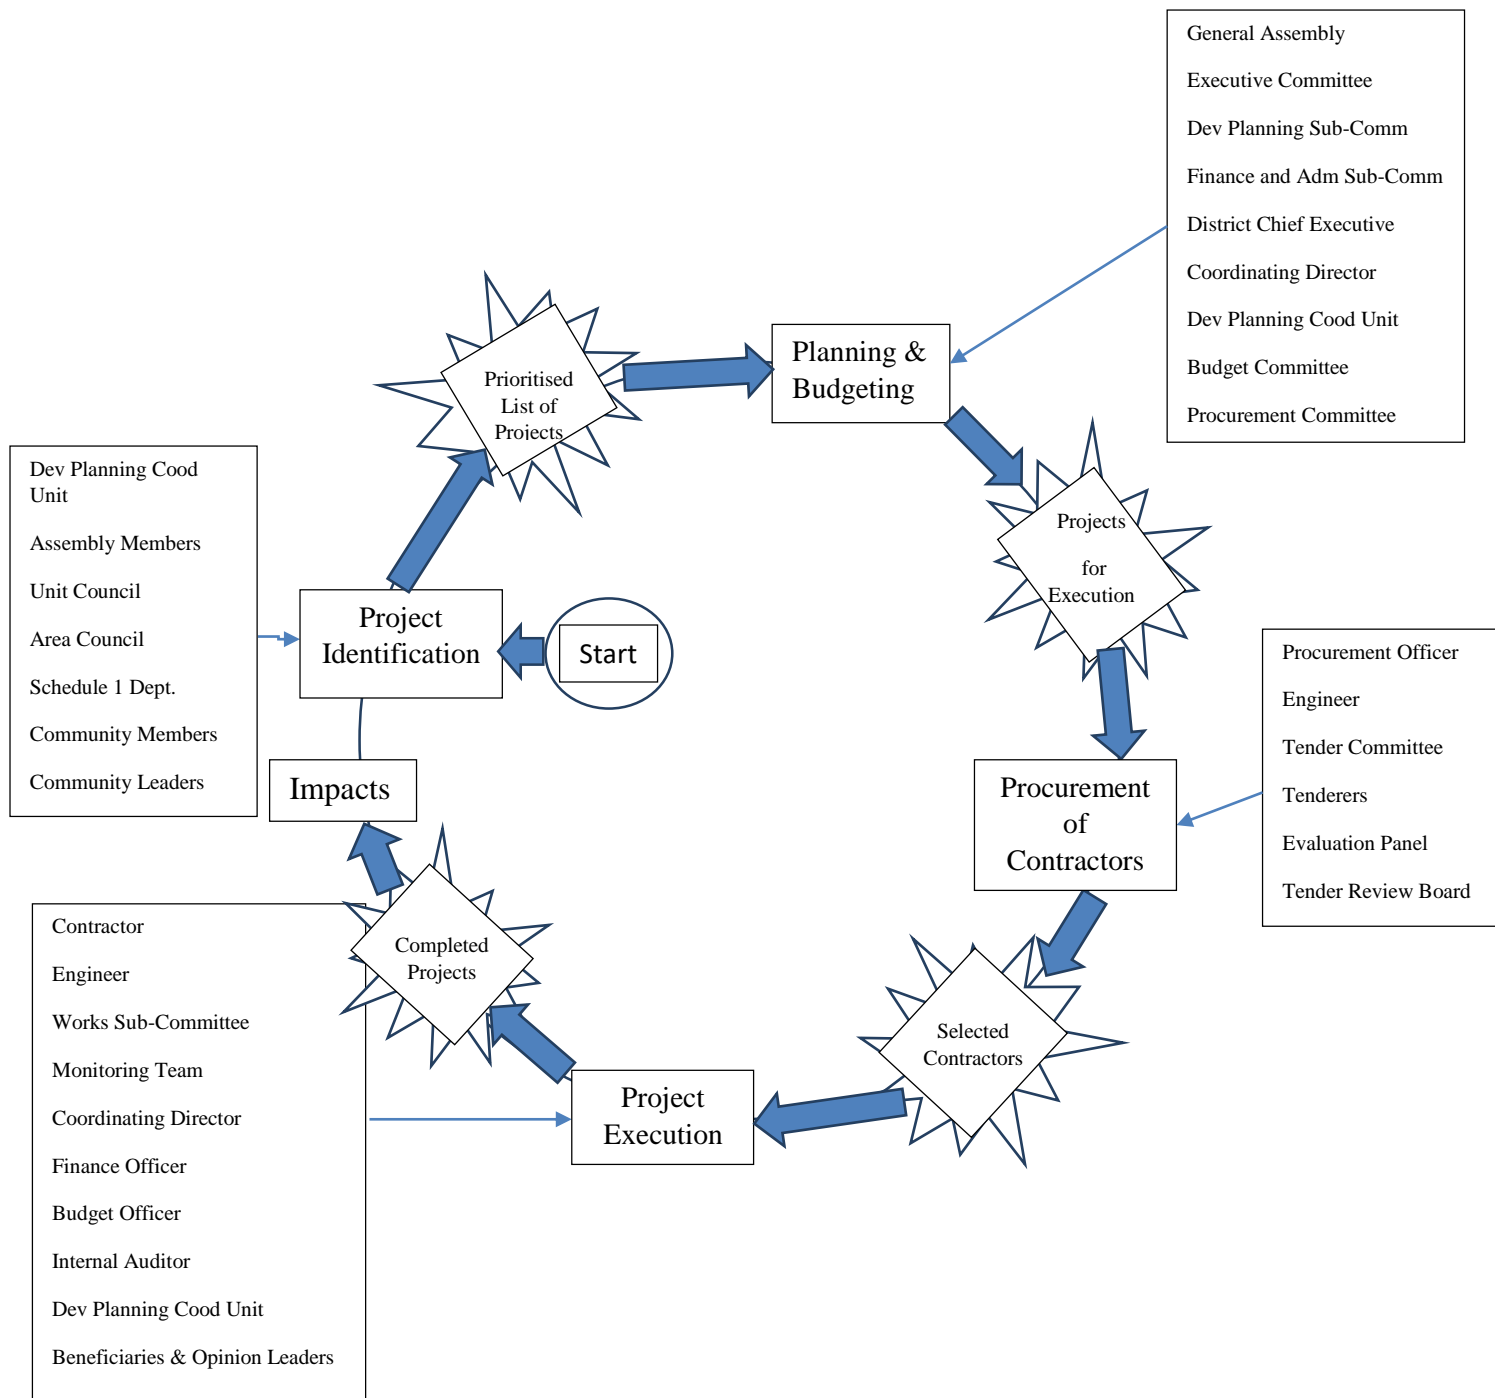 General Assembly
Executive Committee
Dev Planning Sub-Comm
Finance and Adm Sub-Comm
District Chief Executive
Coordinating Director
Dev Planning Cood Unit
Budget Committee
Procurement Committee
Planning &
Budgeting
Prioritised
List of
Projects
Dev Planning Cood
Unit
Assembly Members
Unit Council
Area Council
Schedule 1 Dept.
Community Members
Community Leaders
Projects
for
Execution
Project
Identification
Start
Procurement Officer
Engineer
Tender Committee
Tenderers
Evaluation Panel
Tender Review Board
Impacts
Procurement
of
Contractors
Contractor
Engineer
Works Sub-Committee
Monitoring Team
Coordinating Director
Finance Officer
Budget Officer
Internal Auditor
Dev Planning Cood Unit
Beneficiaries & Opinion Leaders
Completed
Projects
Selected
Contractors
Project
Execution